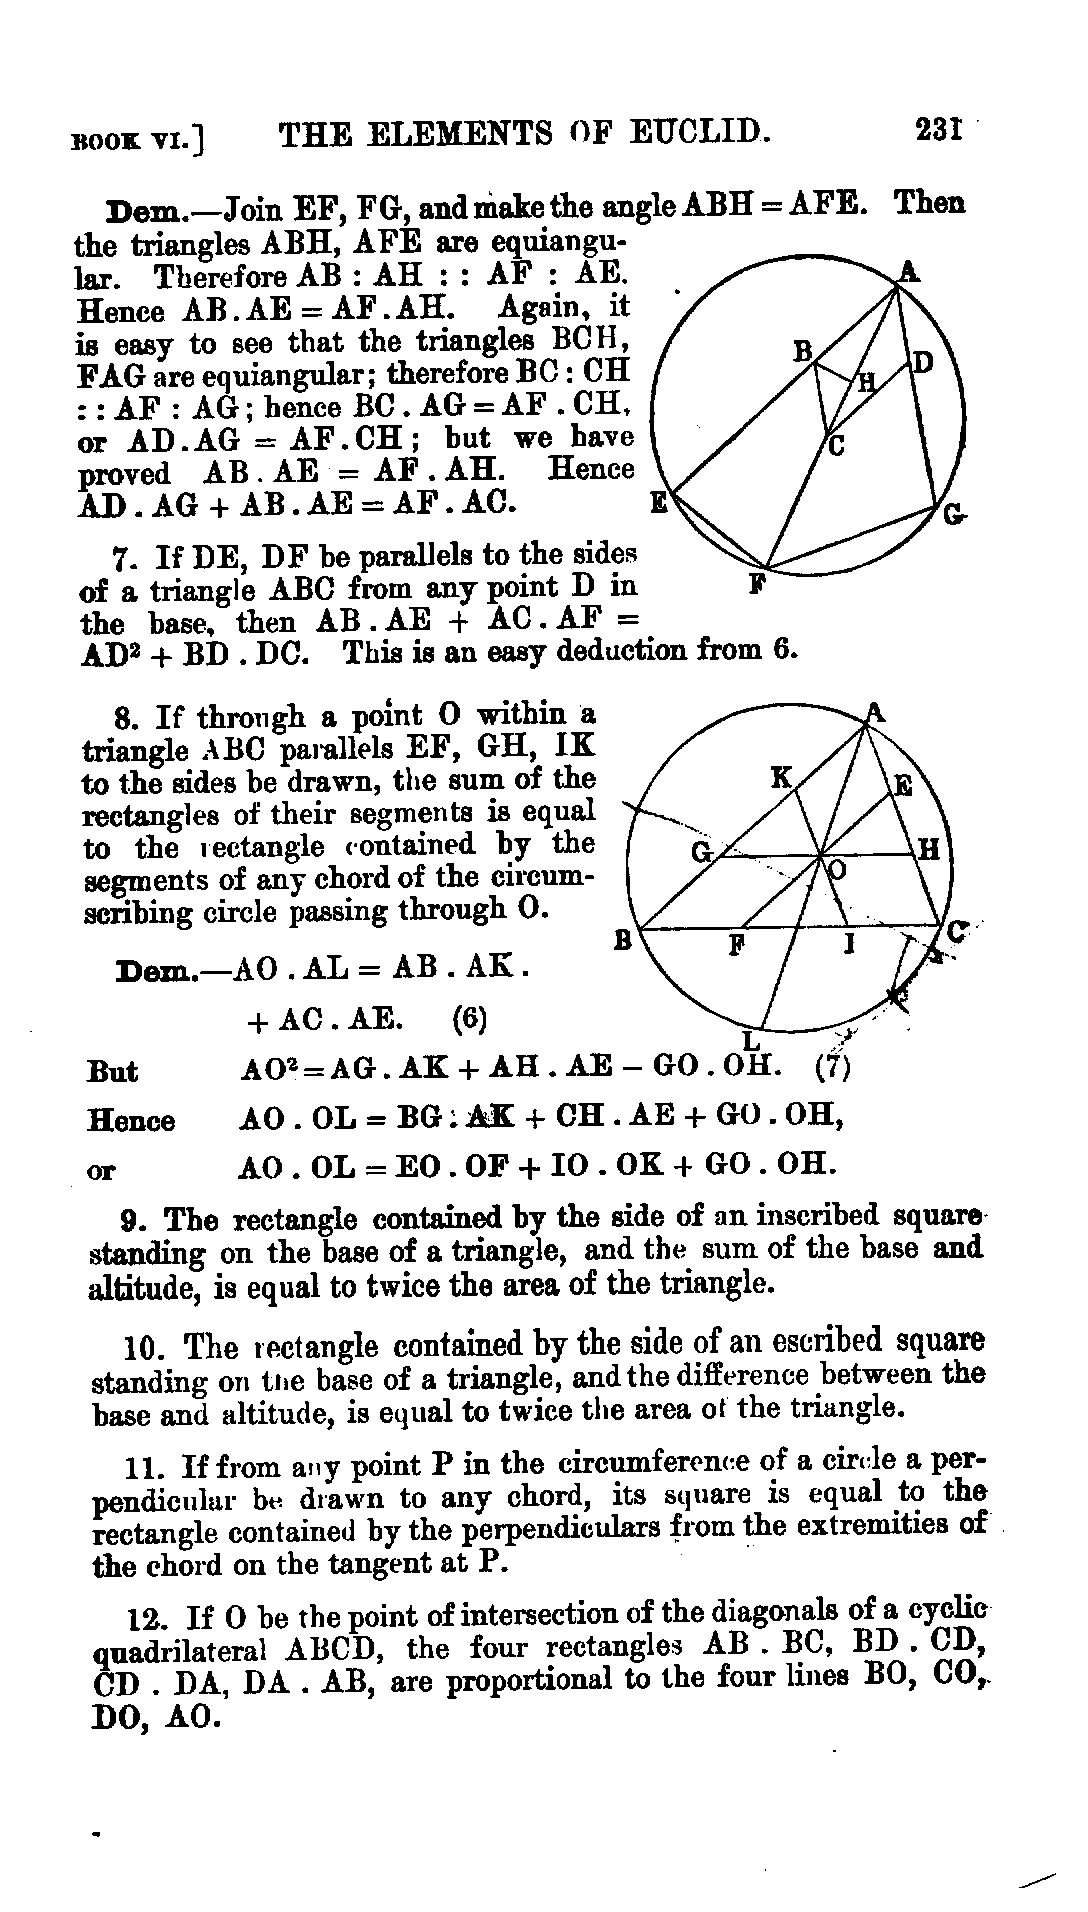 BOOK VI.] THE ELEMENTS OF EUCLID. 231
Dem.—Join EF, FG, and make the angle ABH = AFE. Then
the triangles ABH, AFE are equiangu-
lar. Therefore AB : AH : : AF : AE.
Hence AB . AE = AF . AH. Again, it
is easy to see that the triangles BCH,
FAG are equiangular; therefore BC : CH
: : AF : AG; hence BC . AG = AF . CH,
or AD . AG = AF . CH; but we have
proved AB . AE = AF . AH. Hence
AD . AG + AB . AE = AF . AC.
A
B
D
H
C
E
G
F
7. If DE, DF be parallels to the sides
of a triangle ABC from any point D in
the base, then AB . AE + AC . AF =
AD² + BD . DC. This is an easy deduction from 6.
8. If through a point O within a
triangle ABC parallels EF, GH, IK
to the sides be drawn, the sum of the
rectangles of their segments is equal
to the rectangle contained by the
segments of any chord of the circum-
scribing circle passing through O.
A
K
E
G
H
O
B
F
I
C
L
Dem.—AO . AL = AB . AK .
+ AC . AE. (6)
But AO² = AG . AK + AH . AE − GO . OH. (7)
Hence AO . OL = BG . AK + CH . AE + GO . OH,
or AO . OL = EO . OF + IO . OK + GO . OH.
9. The rectangle contained by the side of an inscribed square
standing on the base of a triangle, and the sum of the base and
altitude, is equal to twice the area of the triangle.
10. The rectangle contained by the side of an escribed square
standing on the base of a triangle, and the difference between the
base and altitude, is equal to twice the area of the triangle.
11. If from any point P in the circumference of a circle a per-
pendicular be drawn to any chord, its square is equal to the
rectangle contained by the perpendiculars from the extremities of
the chord on the tangent at P.
12. If O be the point of intersection of the diagonals of a cyclic
quadrilateral ABCD, the four rectangles AB . BC, BD . CD,
CD . DA, DA . AB, are proportional to the four lines BO, CO,
DO, AO.